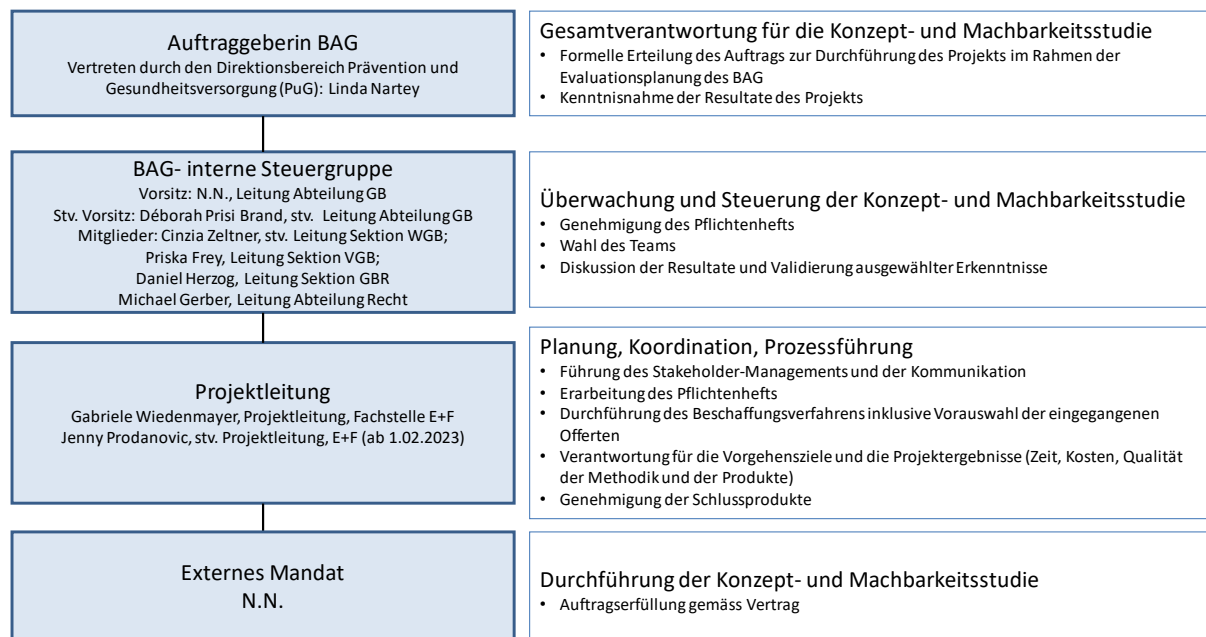 Auftraggeberin BAG
Vertreten durch den Direktionsbereich Prävention und
Gesundheitsversorgung (PuG): Linda Nartey
Gesamtverantwortung für die Konzept- und Machbarkeitsstudie
• Formelle Erteilung des Auftrags zur Durchführung des Projekts im Rahmen der
Evaluationsplanung des BAG
• Kenntnisnahme der Resultate des Projekts
BAG- interne Steuergruppe
Vorsitz: N.N., Leitung Abteilung GB
Stv. Vorsitz: Déborah Prisi Brand, stv. Leitung Abteilung GB
Mitglieder: Cinzia Zeltner, stv. Leitung Sektion WGB;
Priska Frey, Leitung Sektion VGB;
Daniel Herzog, Leitung Sektion GBR
Michael Gerber, Leitung Abteilung Recht
Überwachung und Steuerung der Konzept- und Machbarkeitsstudie
• Genehmigung des Pflichtenhefts
• Wahl des Teams
• Diskussion der Resultate und Validierung ausgewählter Erkenntnisse
Projektleitung
Gabriele Wiedenmayer, Projektleitung, Fachstelle E+F
Jenny Prodanovic, stv. Projektleitung, E+F (ab 1.02.2023)
Planung, Koordination, Prozessführung
• Führung des Stakeholder-Managements und der Kommunikation
• Erarbeitung des Pflichtenhefts
• Durchführung des Beschaffungsverfahrens inklusive Vorauswahl der eingegangenen
Offerten
• Verantwortung für die Vorgehensziele und die Projektergebnisse (Zeit, Kosten, Qualität
der Methodik und der Produkte)
• Genehmigung der Schlussprodukte
Externes Mandat
N.N.
Durchführung der Konzept- und Machbarkeitsstudie
• Auftragserfüllung gemäss Vertrag